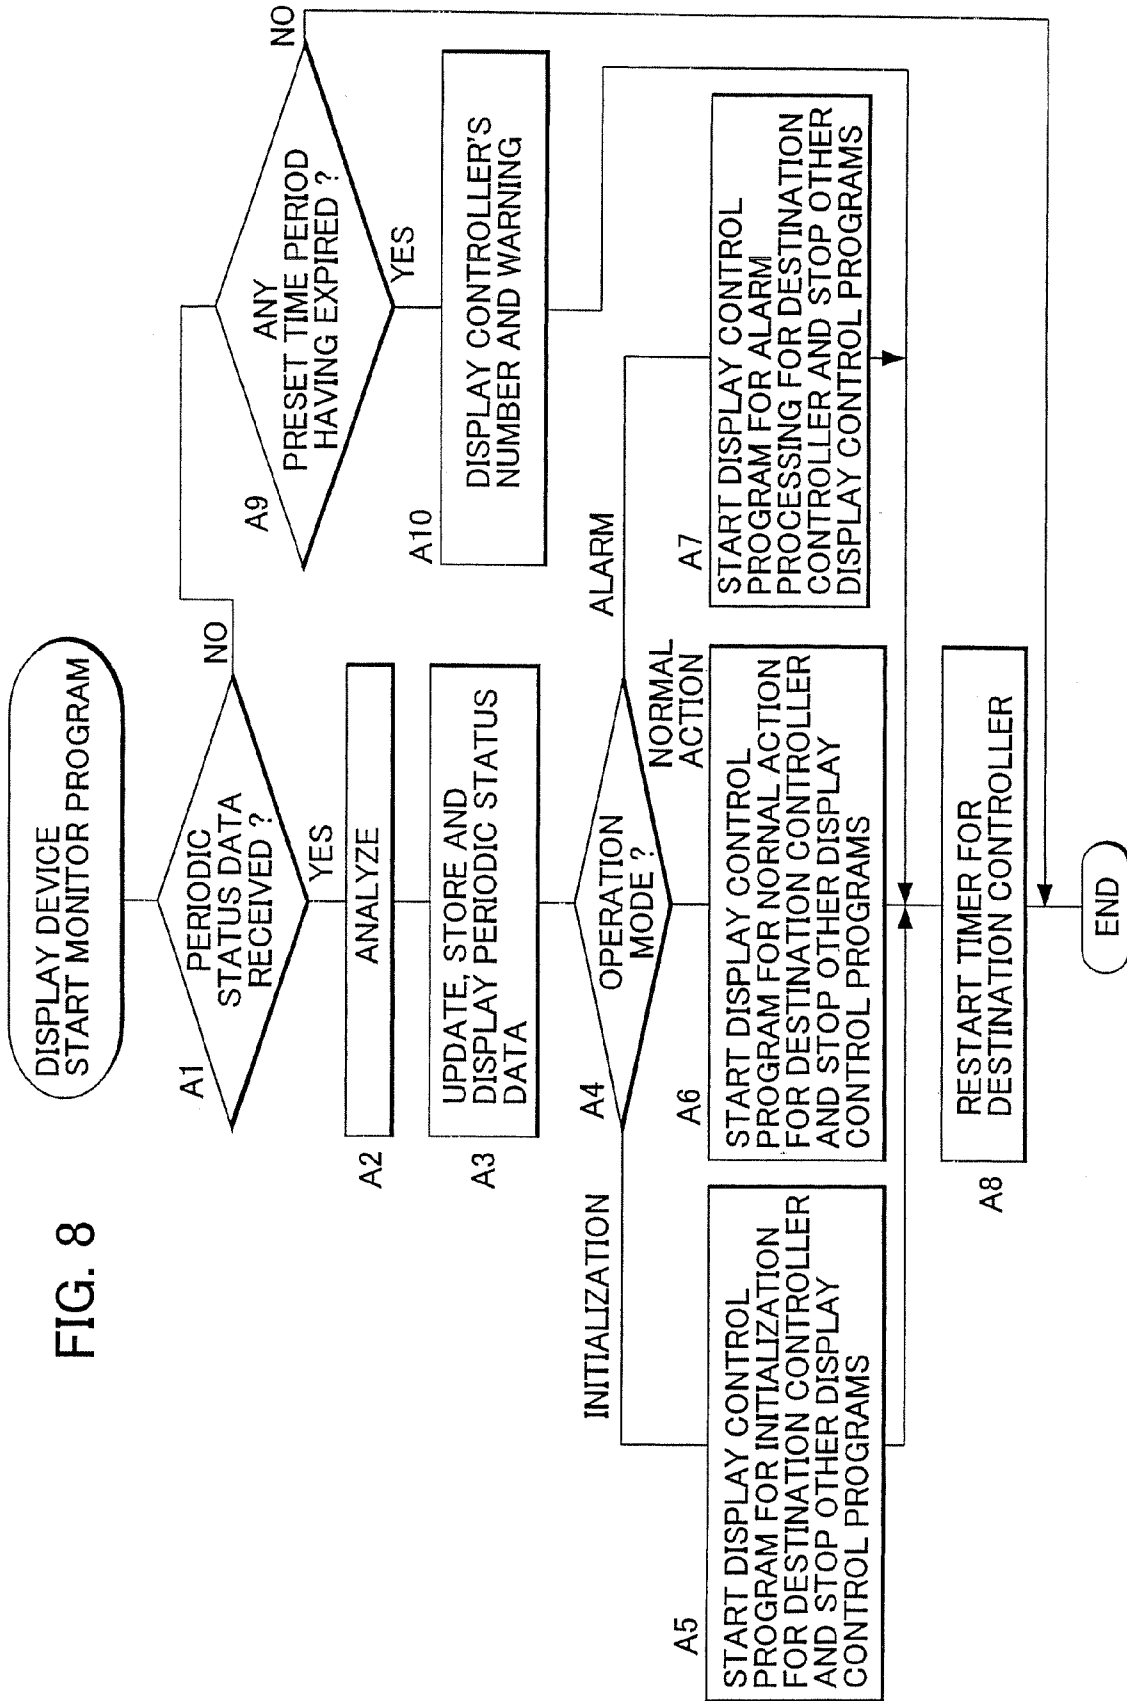 FIG. 8
DISPLAY DEVICE
START MONITOR PROGRAM
A1
PERIODIC
STATUS DATA
RECEIVED ?
NO
YES
A2
ANALYZE
A3
UPDATE, STORE AND
DISPLAY PERIODIC STATUS
DATA
A4
OPERATION
MODE ?
INITIALIZATION
NORMAL
ACTION
ALARM
A5
START DISPLAY CONTROL
PROGRAM FOR INITIALIZATION
FOR DESTINATION CONTROLLER
AND STOP OTHER DISPLAY
CONTROL PROGRAMS
A6
START DISPLAY CONTROL
PROGRAM FOR NORNAL ACTION
FOR DESTINATION CONTROLLER
AND STOP OTHER DISPLAY
CONTROL PROGRAMS
A7
START DISPLAY CONTROL
PROGRAM FOR ALARM
PROCESSING FOR DESTINATION
CONTROLLER AND STOP OTHER
DISPLAY CONTROL PROGRAMS
A8
RESTART TIMER FOR
DESTINATION CONTROLLER
END
A9
ANY
PRESET TIME PERIOD
HAVING EXPIRED ?
NO
YES
A10
DISPLAY CONTROLLER'S
NUMBER AND WARNING